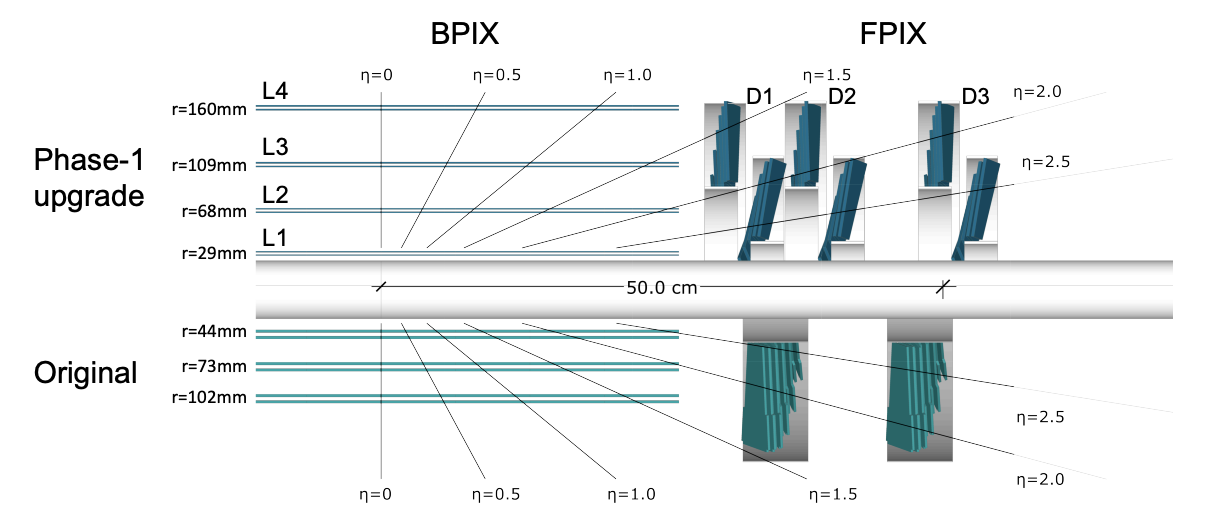 BPIX
FPIX
η=0
η=0.5
η=1.0
η=1.5
η=2.0
η=2.5
L4
r=160mm
D1
D2
D3
Phase-1
upgrade
L3
r=109mm
L2
r=68mm
L1
r=29mm
50.0 cm
Original
r=44mm
r=73mm
r=102mm
η=2.5
η=2.0
η=0
η=0.5
η=1.0
η=1.5